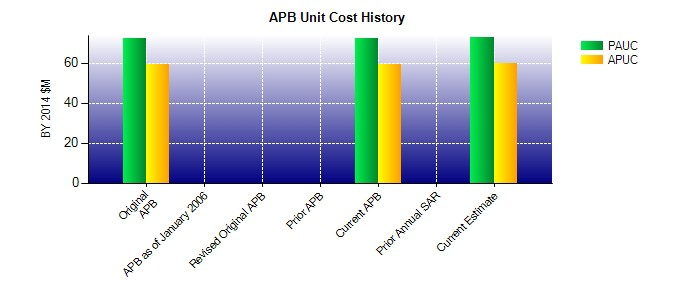 APB Unit Cost History
PAUC
APUC
BY 2014 $M
60
40
20
0
Original
APB
APB as of January 2006
Revised Original APB
Prior APB
Current APB
Prior Annual SAR
Current Estimate